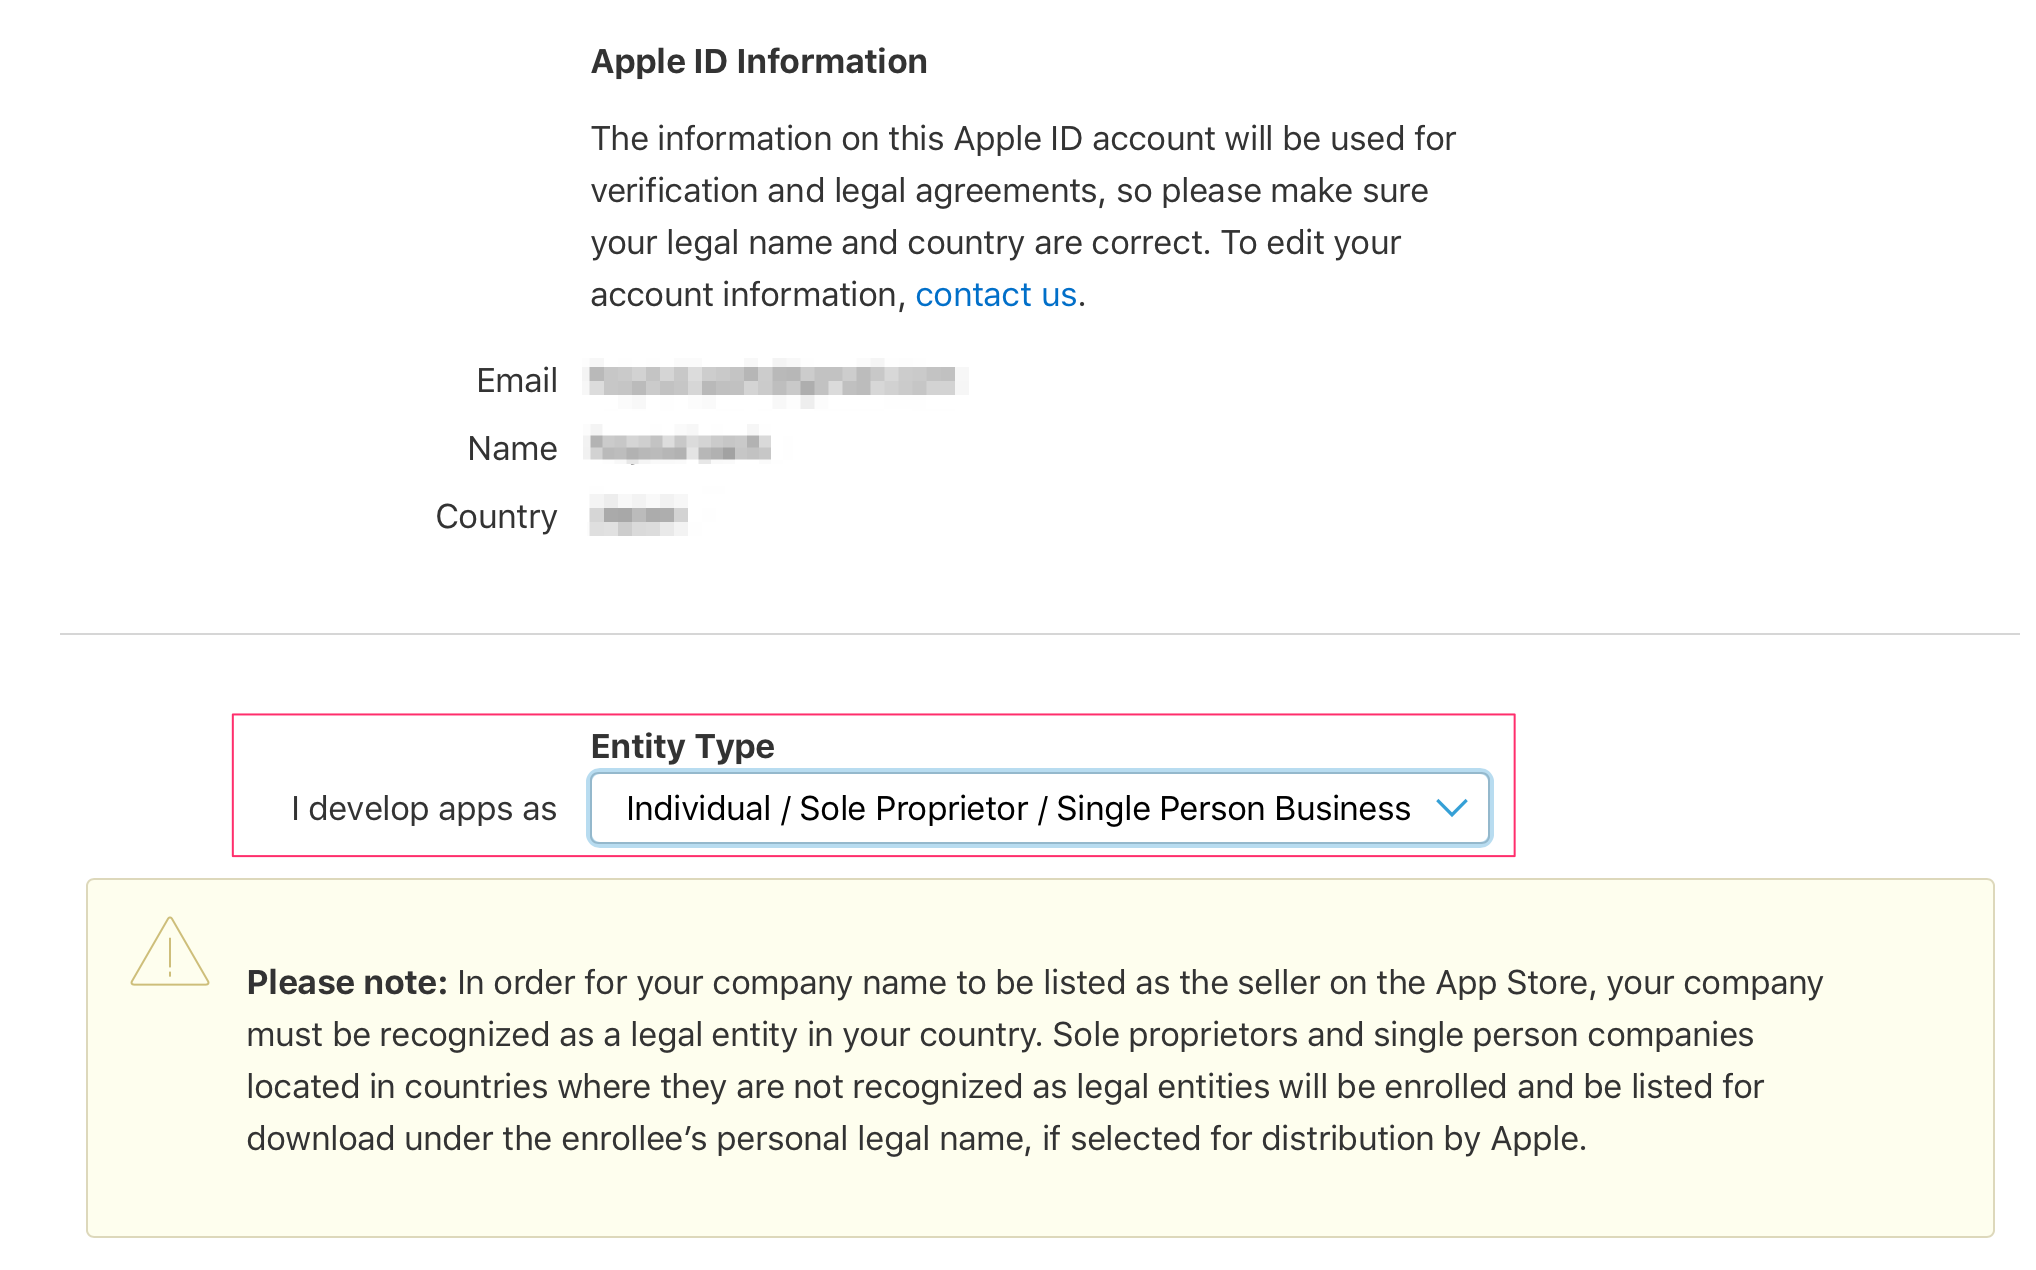 Apple ID Information
The information on this Apple ID account will be used for
verification and legal agreements, so please make sure
your legal name and country are correct. To edit your
account information, contact us.
Email
Name
Country
Entity Type
I develop apps as Individual / Sole Proprietor / Single Person Business
Please note: In order for your company name to be listed as the seller on the App Store, your company
must be recognized as a legal entity in your country. Sole proprietors and single person companies
located in countries where they are not recognized as legal entities will be enrolled and be listed for
download under the enrollee’s personal legal name, if selected for distribution by Apple.